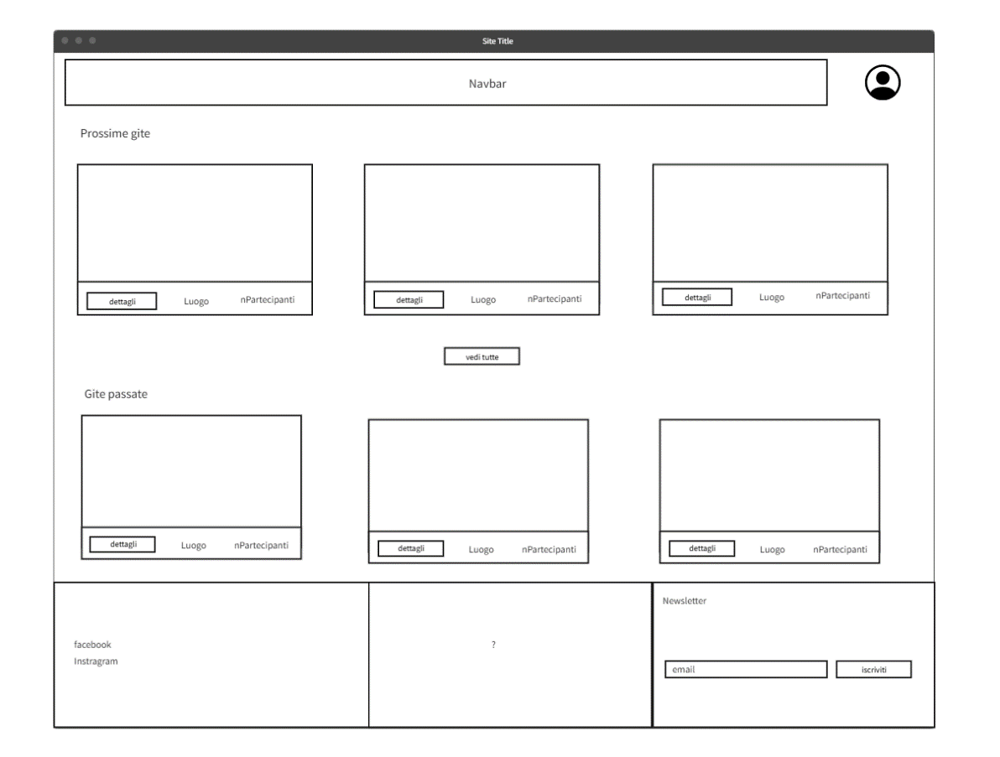 Site Title
Navbar
Prossime gite
dettagli Luogo nPartecipanti
dettagli Luogo nPartecipanti
dettagli Luogo nPartecipanti
vedi tutte
Gite passate
dettagli Luogo nPartecipanti
dettagli Luogo nPartecipanti
dettagli Luogo nPartecipanti
facebook
Instragram
?
Newsletter
email
iscriviti